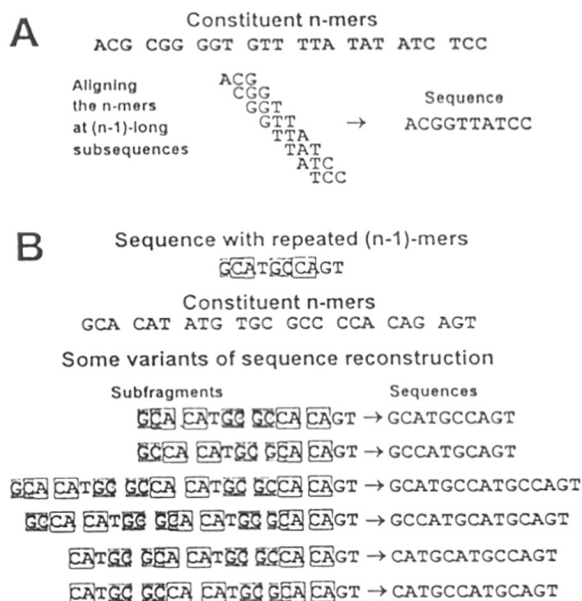 A
Constituent n-mers
ACG CGG GGT GTT TTA TAT ATC TCC
Aligning
the n-mers
at (n-1)-long
subsequences
ACG
CGG
GGT
GTT
TTA
TAT
ATC
TCC
→
Sequence
ACGGTTATCC
B
Sequence with repeated (n-1)-mers
GCATGCCAGT
Constituent n-mers
GCA CAT ATG TGC GCC CCA CAG AGT
Some variants of sequence reconstruction
Subfragments Sequences
GCA CATGC GCCA CAGT → GCATGCCAGT
GCCA CATGC GCA CAGT → GCCATGCAGT
GCA CATGC GCCA CATGC GCCA CAGT → GCATGCCATGCCAGT
GCCA CATGC GCA CATGC GCA CAGT → GCCATGCATGCAGT
CATGC GCA CATGC GCCA CAGT → CATGCATGCCAGT
CATGC GCCA CATGC GCA CAGT → CATGCCATGCAGT